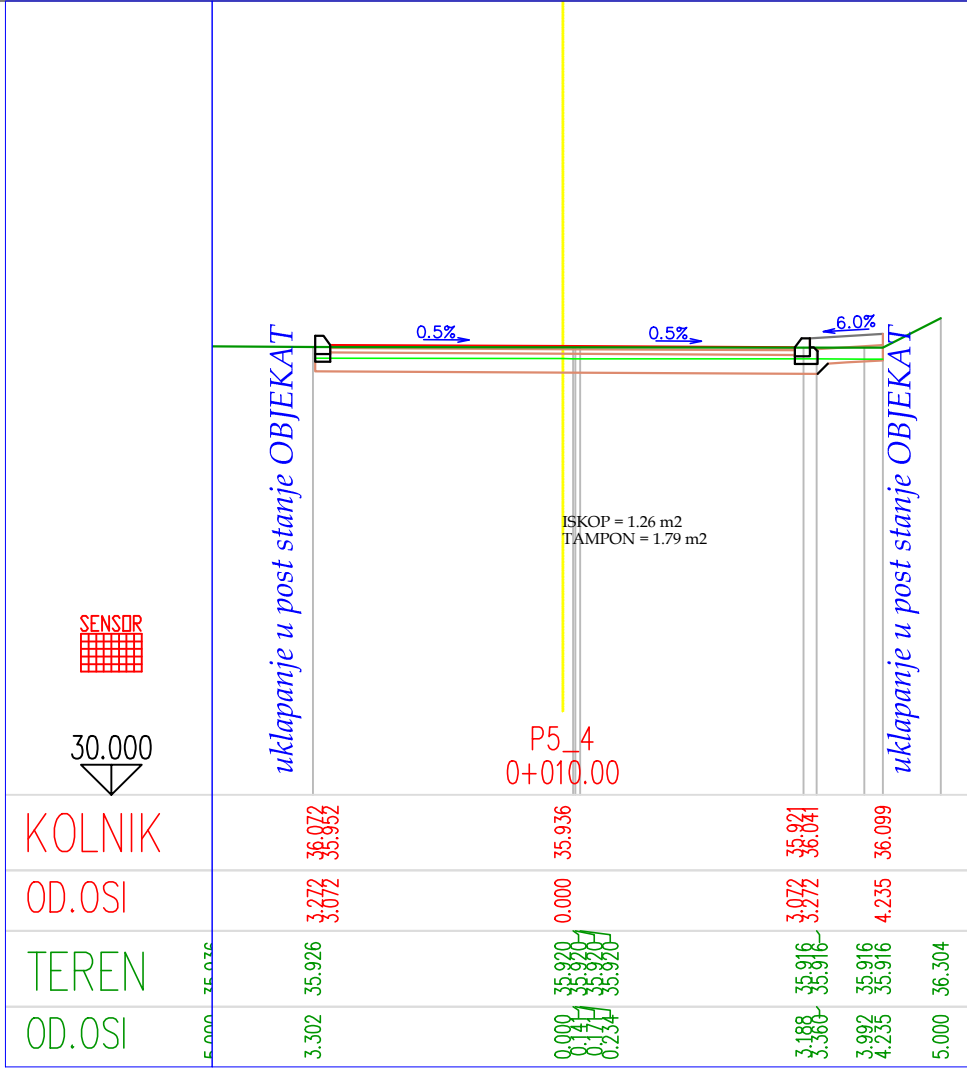 0.5%
0.5%
6.0%
uklapanje u post stanje OBJEKAT
uklapanje u post stanje OBJEKAT
ISKOP = 1.26 m2
TAMPON = 1.79 m2
SENSOR
30.000
P5_4
0+010.00
KOLNIK 36.072 35.952 35.936 35.921 36.041 36.099
OD.OSI 3.272 3.072 0.000 3.072 3.272 4.235
TEREN 35.936 35.926 35.920 35.920 35.920 35.920 35.916 35.916 35.916 35.916 36.304
OD.OSI 5.000 3.302 0.000 0.141 0.171 0.234 3.188 3.360 3.992 4.235 5.000